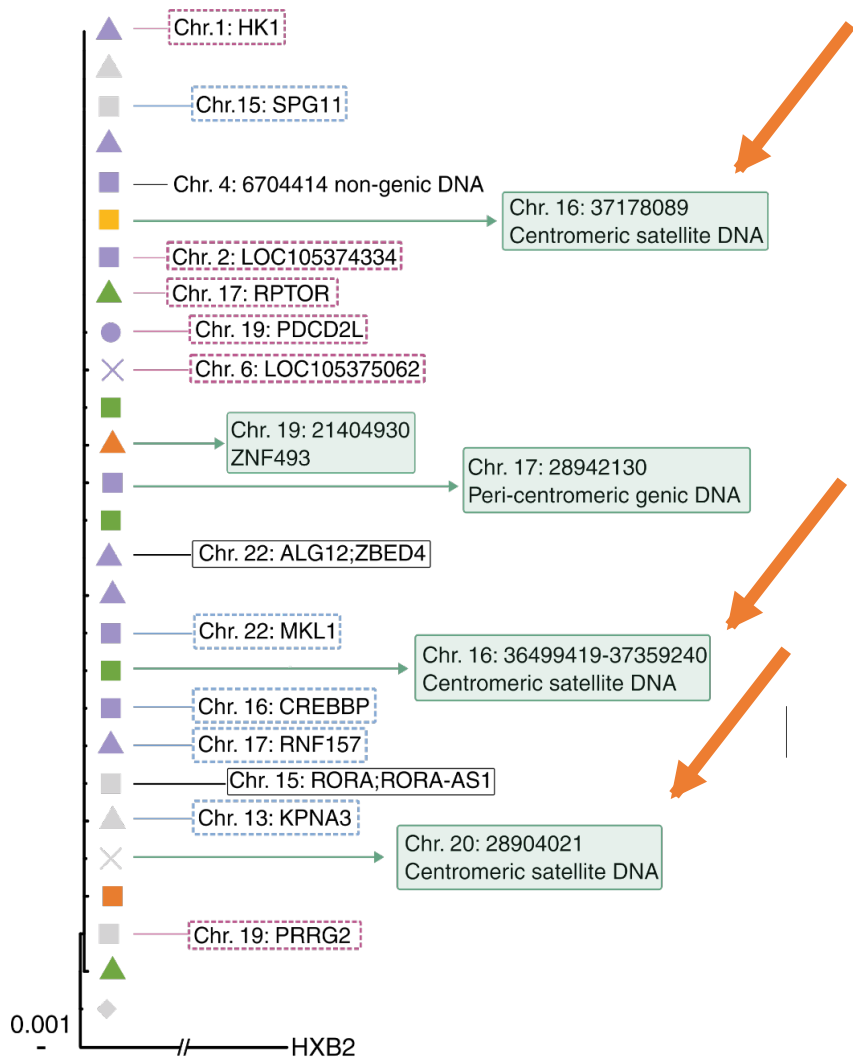 Chr.1: HK1
Chr.15: SPG11
Chr. 4: 6704414 non-genic DNA
Chr. 16: 37178089
Centromeric satellite DNA
Chr. 2: LOC105374334
Chr. 17: RPTOR
Chr. 19: PDCD2L
Chr. 6: LOC105375062
Chr. 19: 21404930
ZNF493
Chr. 17: 28942130
Peri-centromeric genic DNA
Chr. 22: ALG12;ZBED4
Chr. 22: MKL1
Chr. 16: 36499419-37359240
Centromeric satellite DNA
Chr. 16: CREBBP
Chr. 17: RNF157
Chr. 15: RORA;RORA-AS1
Chr. 13: KPNA3
Chr. 20: 28904021
Centromeric satellite DNA
Chr. 19: PRRG2
0.001
HXB2